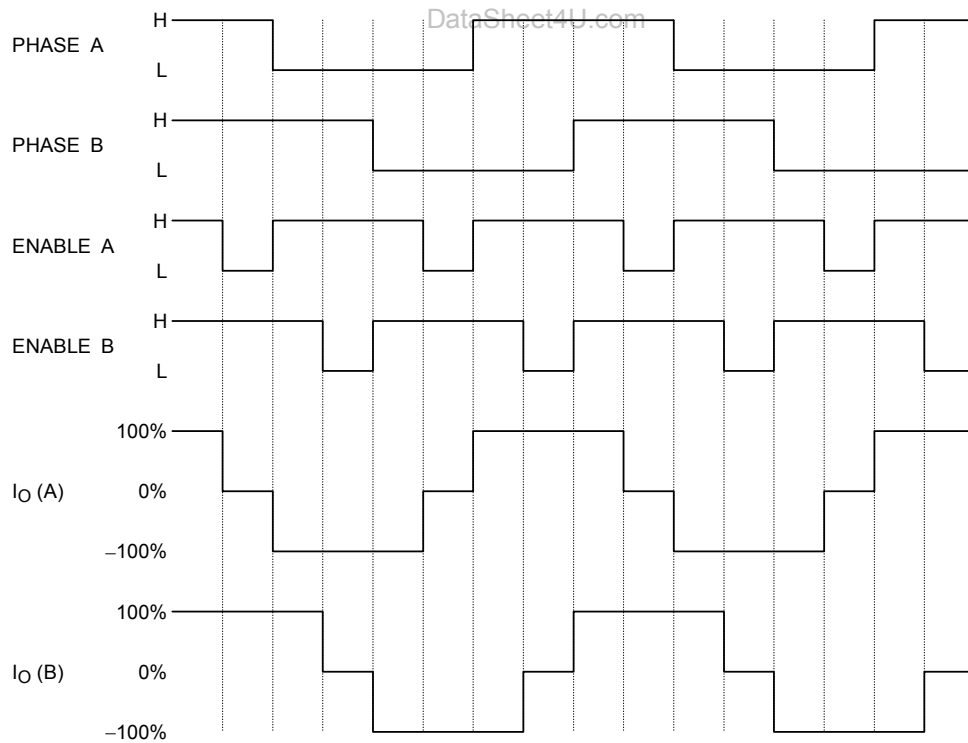 DataSheet4U.com
H
PHASE A
L
H
PHASE B
L
H
ENABLE A
L
H
ENABLE B
L
100%
IO (A) 0%
−100%
100%
IO (B) 0%
−100%